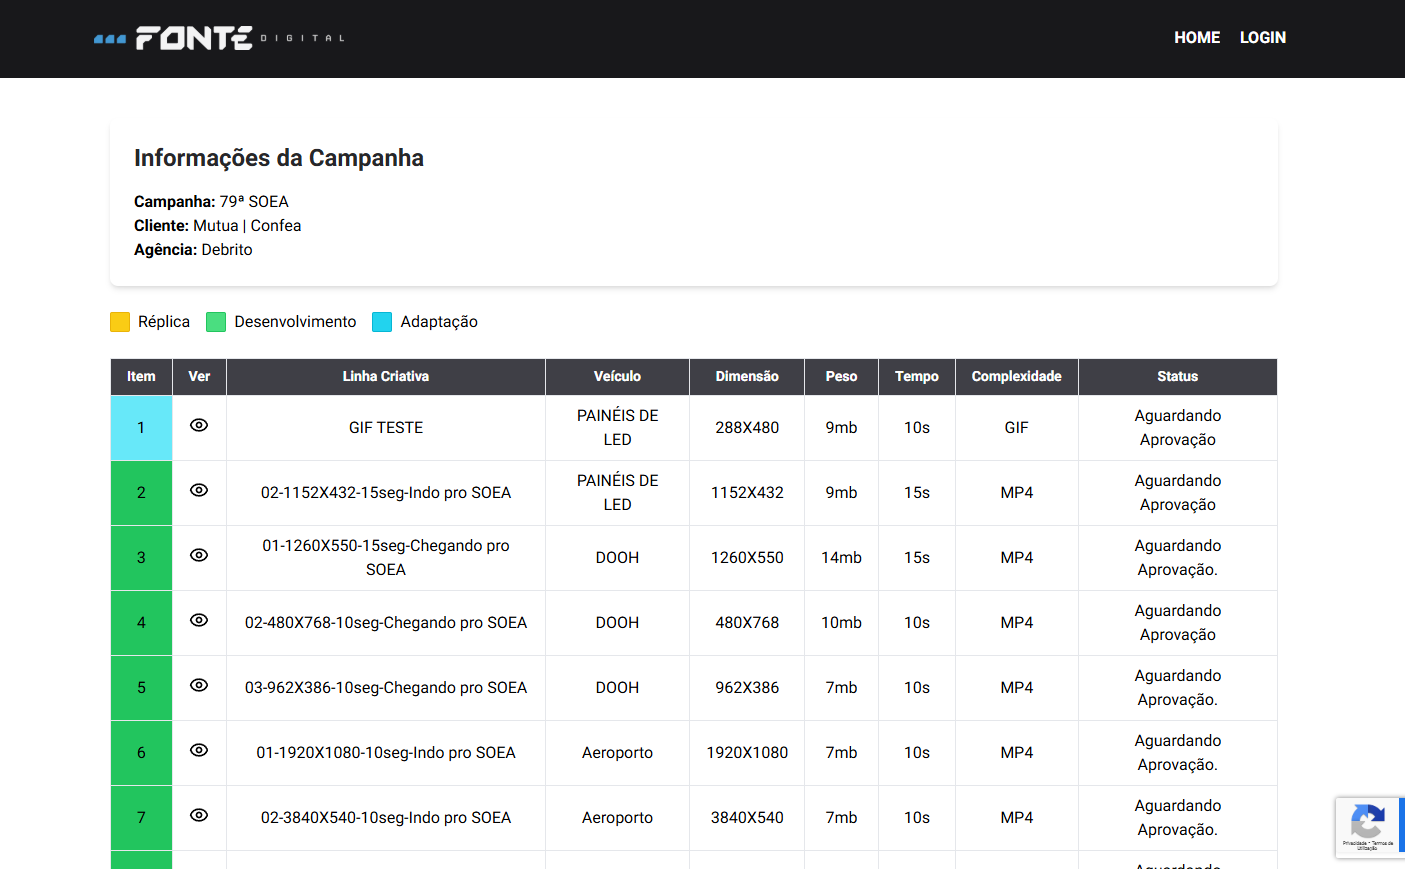 FONTE DIGITAL
HOME LOGIN
Informações da Campanha
Campanha: 79ª SOEA
Cliente: Mutua | Confea
Agência: Debrito
Réplica Desenvolvimento Adaptação
Item Ver Linha Criativa Veículo Dimensão Peso Tempo Complexidade Status
1 GIF TESTE PAINÉIS DE LED 288X480 9mb 10s GIF Aguardando Aprovação
2 02-1152X432-15seg-Indo pro SOEA PAINÉIS DE LED 1152X432 9mb 15s MP4 Aguardando Aprovação
3 01-1260X550-15seg-Chegando pro SOEA DOOH 1260X550 14mb 15s MP4 Aguardando Aprovação.
4 02-480X768-10seg-Chegando pro SOEA DOOH 480X768 10mb 10s MP4 Aguardando Aprovação
5 03-962X386-10seg-Chegando pro SOEA DOOH 962X386 7mb 10s MP4 Aguardando Aprovação.
6 01-1920X1080-10seg-Indo pro SOEA Aeroporto 1920X1080 7mb 10s MP4 Aguardando Aprovação.
7 02-3840X540-10seg-Indo pro SOEA Aeroporto 3840X540 7mb 10s MP4 Aguardando Aprovação.
Privacidade - Termos de Utilização